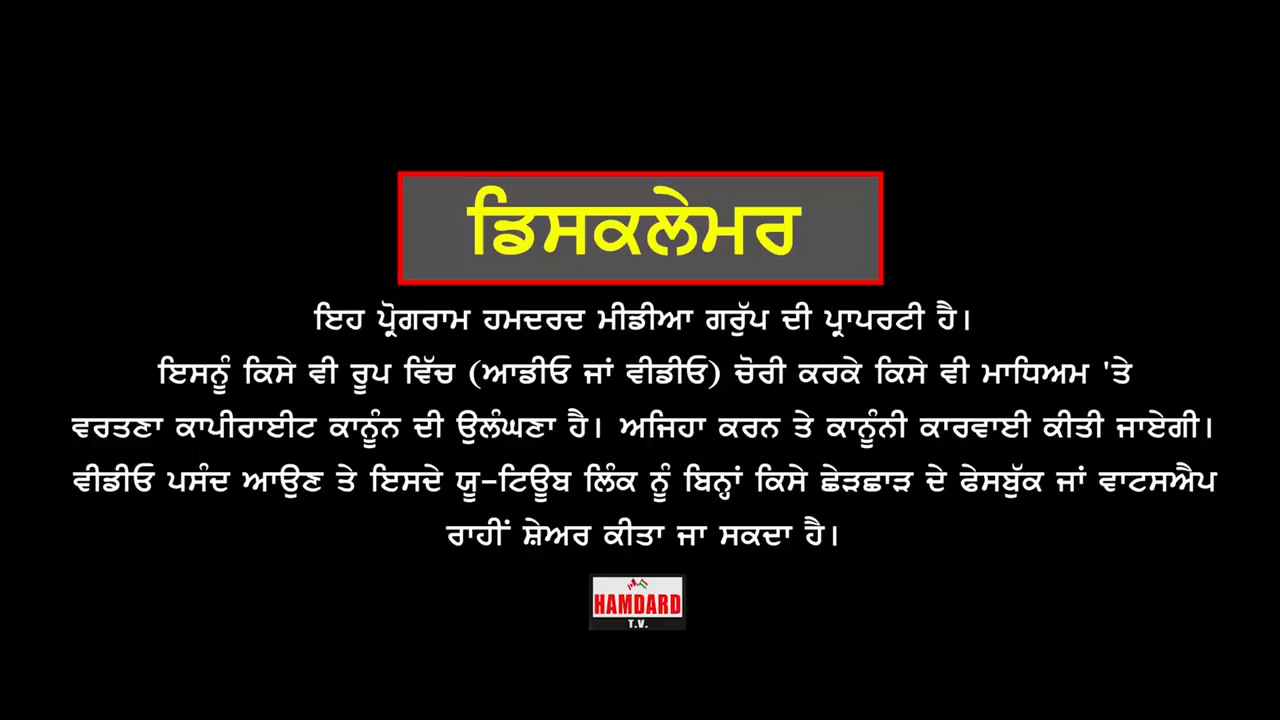 ਡਿਸਕਲੇਮਰ
ਇਹ ਪ੍ਰੋਗਰਾਮ ਹਮਦਰਦ ਮੀਡੀਆ ਗਰੁੱਪ ਦੀ ਪ੍ਰਾਪਰਟੀ ਹੈ।
ਇਸਨੂੰ ਕਿਸੇ ਵੀ ਰੂਪ ਵਿੱਚ (ਆਡੀਓ ਜਾਂ ਵੀਡੀਓ) ਚੋਰੀ ਕਰਕੇ ਕਿਸੇ ਵੀ ਮਾਧਿਅਮ 'ਤੇ
ਵਰਤਣਾ ਕਾਪੀਰਾਈਟ ਕਾਨੂੰਨ ਦੀ ਉਲੰਘਣਾ ਹੈ। ਅਜਿਹਾ ਕਰਨ ਤੇ ਕਾਨੂੰਨੀ ਕਾਰਵਾਈ ਕੀਤੀ ਜਾਏਗੀ।
ਵੀਡੀਓ ਪਸੰਦ ਆਉਣ ਤੇ ਇਸਦੇ ਯੂ-ਟਿਊਬ ਲਿੰਕ ਨੂੰ ਬਿਨ੍ਹਾਂ ਕਿਸੇ ਛੇੜਛਾੜ ਦੇ ਫੇਸਬੁੱਕ ਜਾਂ ਵਾਟਸਐਪ
ਰਾਹੀਂ ਸ਼ੇਅਰ ਕੀਤਾ ਜਾ ਸਕਦਾ ਹੈ।
HAMDARD
T.V.